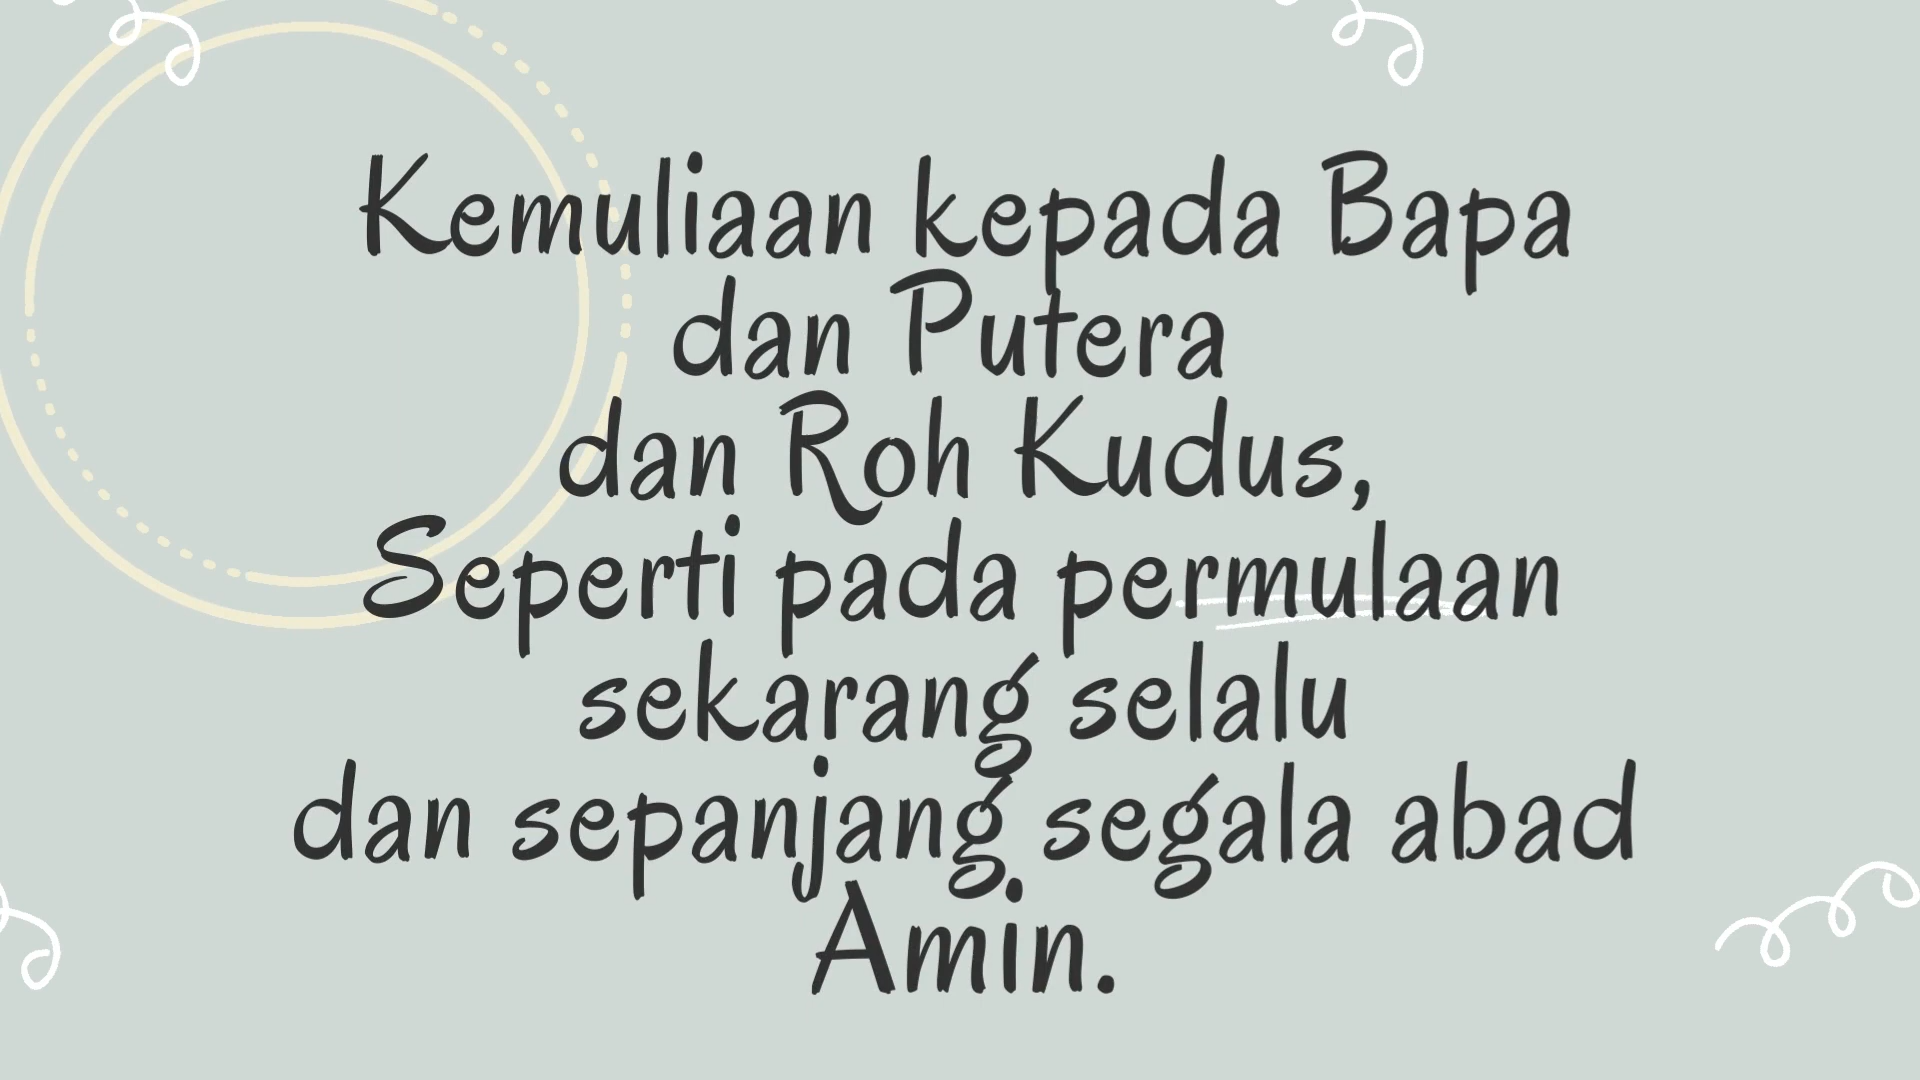 Kemuliaan kepada Bapa
dan Putera
dan Roh Kudus,
Seperti pada permulaan
sekarang selalu
dan sepanjang segala abad
Amin.